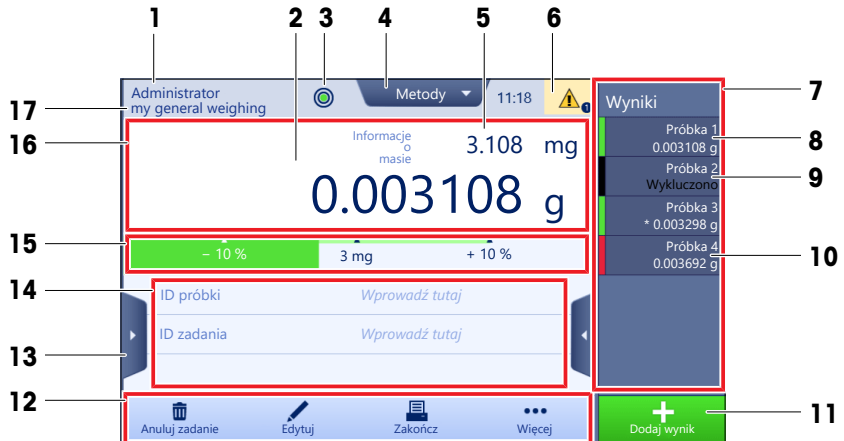 1
2
3
4
5
6
Administrator
my general weighing
Metody
11:18
1
Wyniki
7
17
16
Informacje
o
masie
3.108 mg
0.003108 g
Próbka 1
0.003108 g
8
Próbka 2
Wykluczono
9
Próbka 3
* 0.003298 g
Próbka 4
0.003692 g
10
15
– 10 %
3 mg
+ 10 %
14
ID próbki
Wprowadź tutaj
ID zadania
Wprowadź tutaj
13
12
Anuluj zadanie
Edytuj
Zakończ
Więcej
Dodaj wynik
11